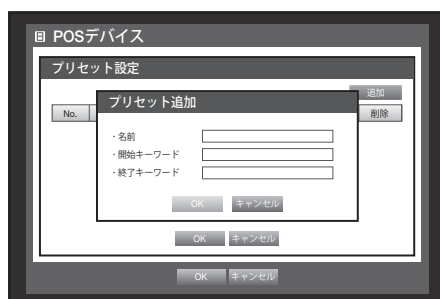 POSデバイス
プリセット設定
追加
No.
削除
プリセット追加
・名前
・開始キーワード
・終了キーワード
OK キャンセル
OK キャンセル
OK キャンセル